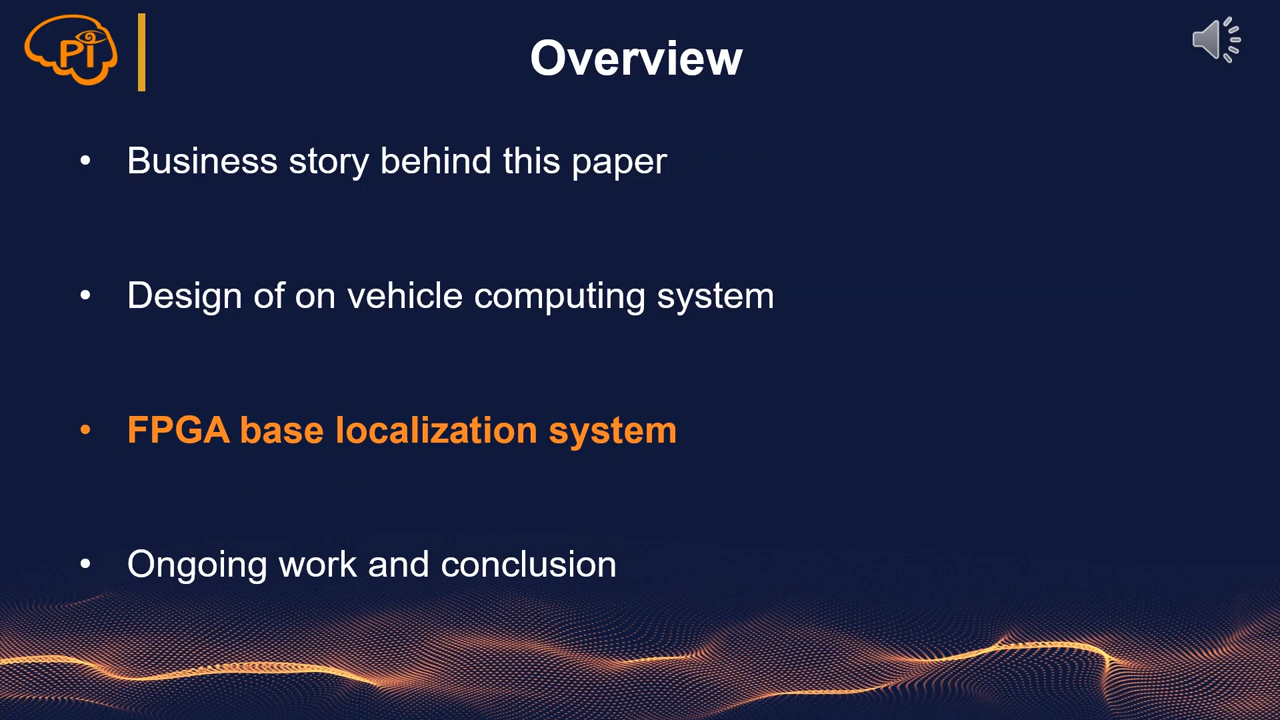 PI
Overview
• Business story behind this paper
• Design of on vehicle computing system
• FPGA base localization system
• Ongoing work and conclusion